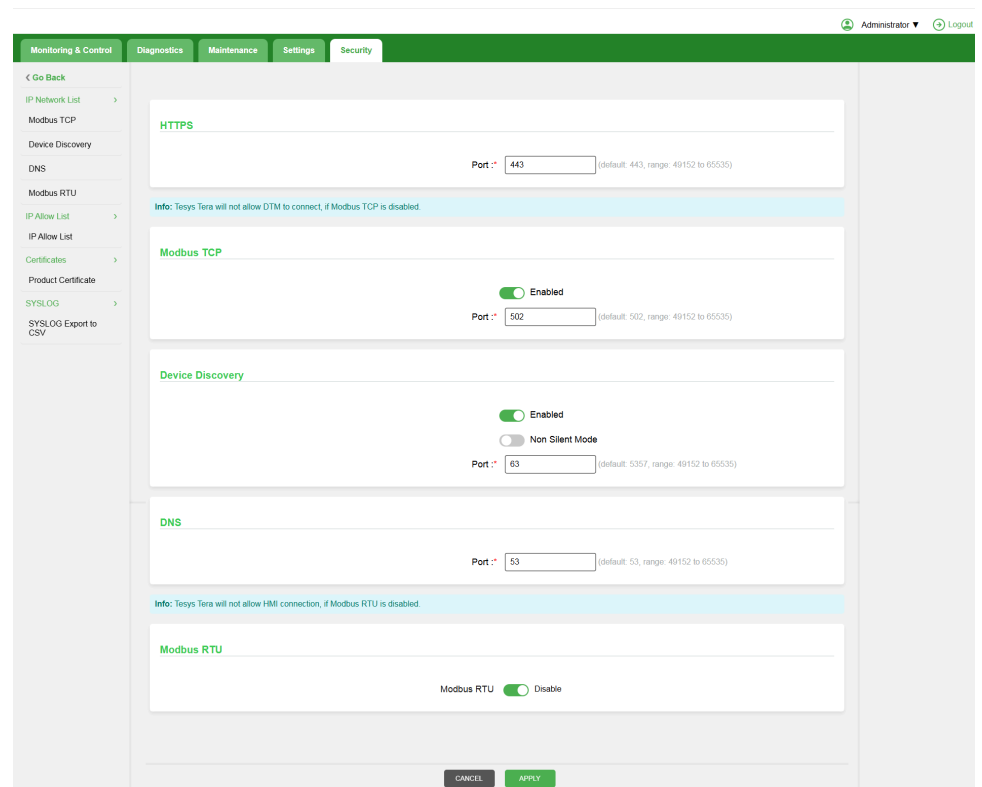 Administrator ▼ Logout
Monitoring & Control Diagnostics Maintenance Settings Security
Go Back
IP Network List
Modbus TCP
Device Discovery
DNS
Modbus RTU
IP Allow List
IP Allow List
Certificates
Product Certificate
SYSLOG
SYSLOG Export to
CSV
HTTPS
Port :* 443 (default: 443, range: 49152 to 65535)
Info: Tesys Tera will not allow DTM to connect, if Modbus TCP is disabled.
Modbus TCP
Enabled
Port :* 502 (default: 502, range: 49152 to 65535)
Device Discovery
Enabled
Non Silent Mode
Port :* 63 (default: 5357, range: 49152 to 65535)
DNS
Port :* 53 (default: 53, range: 49152 to 65535)
Info: Tesys Tera will not allow HMI connection, if Modbus RTU is disabled.
Modbus RTU
Modbus RTU Disable
CANCEL APPLY